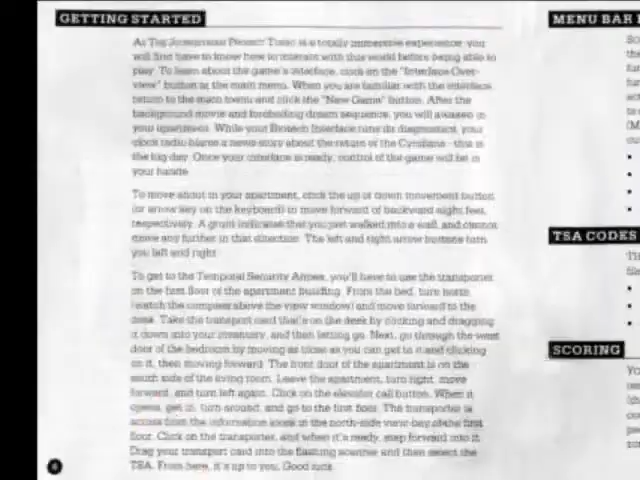 GETTING STARTED
As The Journeyman Project Turbo is a totally immersive experience, you
will first have to know how to interact with this world before being able to
play. To learn about the game's interface, click on the "Interface Over-
view" button at the main menu. When you are familiar with the interface,
return to the main menu and click the "New Game" button. After the
background movie and foreboding dream sequence, you will awaken in
your apartment. While your Biotech Interface runs its diagnostics, your
clock radio blares a news story about the return of the Cyrollans - this is
the big day. Once your interface is ready, control of the game will be in
your hands.
To move about in your apartment, click the up or down movement button
(or arrow key on the keyboard) to move forward or backward eight feet,
respectively. A grunt indicates that you just walked into a wall, and cannot
move any further in that direction. The left and right arrow buttons turn
you left and right.
To get to the Temporal Security Annex, you'll have to use the transporter
on the first floor of the apartment building. From the bed, turn north
(watch the compass above the view window) and move forward to the
desk. Take the transport card that's on the desk by clicking and dragging
it down into your inventory, and then letting go. Next, go through the west
door of the bedroom by moving as close as you can get to it and clicking
on it, then moving forward. The front door of the apartment is on the
south side of the living room. Leave the apartment, turn right, move
forward, and turn left again. Click on the elevator call button. When it
opens, get in, turn around, and go to the first floor. The transporter is
across from the information kiosk in the north-side view-bay of the first
floor. Click on the transporter, and when it's ready, step forward into it.
Drag your transport card into the flashing scanner and then select the
TSA. From here, it's up to you. Good luck.
MENU BAR
TSA CODES
SCORING